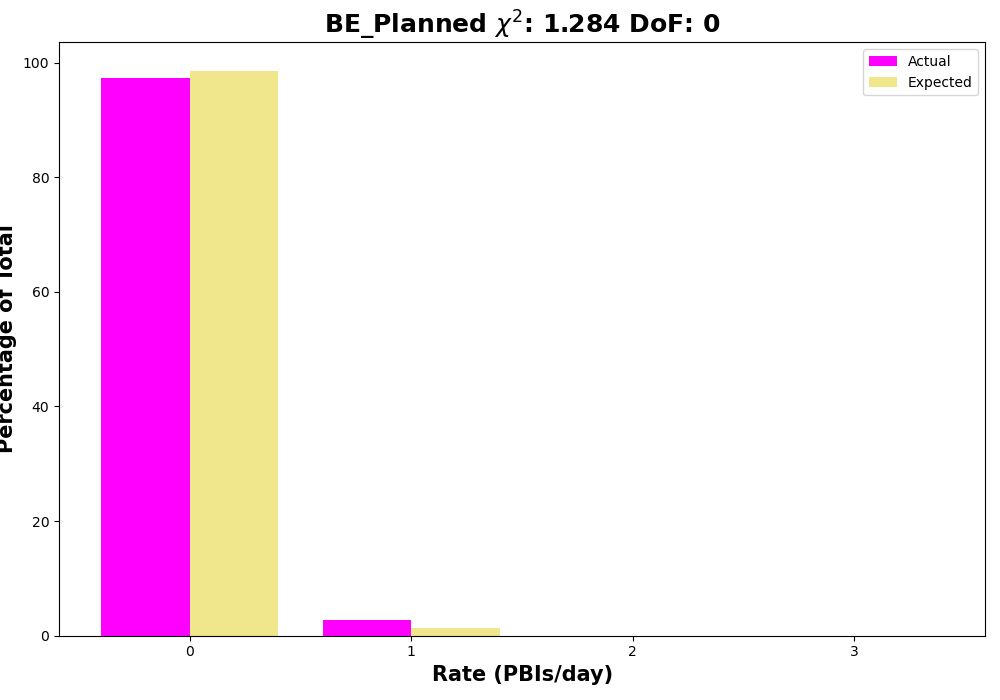 BE_Planned χ²: 1.284 DoF: 0
Actual
Expected
100
80
60
40
20
0
Percentage of Total
0 1 2 3
Rate (PBIs/day)